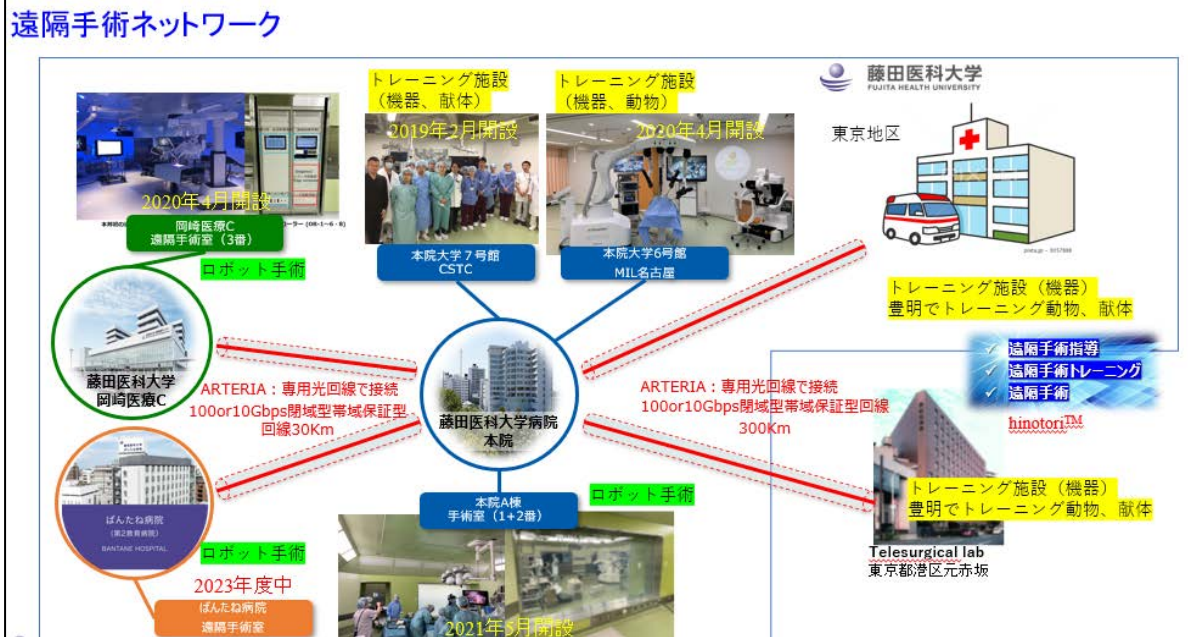 遠隔手術ネットワーク
トレーニング施設
（機器、献体）
2019年2月開設
トレーニング施設
（機器、動物）
2020年4月開設
藤田医科大学
FUJITA HEALTH UNIVERSITY
東京地区
2020年4月開設
岡崎医療C
遠隔手術室（3番）
ロボット手術
本院大学７号館
CSTC
本院大学6号館
MIL名古屋
トレーニング施設（機器）
豊明でトレーニング動物、献体
藤田医科大学
岡崎医療C
ARTERIA：専用光回線で接続
100or10Gbps閉域型帯域保証型
回線30Km
藤田医科大学病院
本院
ARTERIA：専用光回線で接続
100or10Gbps閉域型帯域保証型回線
300Km
✓ 遠隔手術指導
✓ 遠隔手術トレーニング
✓ 遠隔手術
hinotoriTM
ばんたね病院
(第2教育病院)
BANTANE HOSPITAL
ロボット手術
2023年度中
ばんたね病院
遠隔手術室
本院A棟
手術室（1+2番）
ロボット手術
2021年5月開設
トレーニング施設（機器）
豊明でトレーニング動物、献体
Telesurgical lab
東京都港区元赤坂